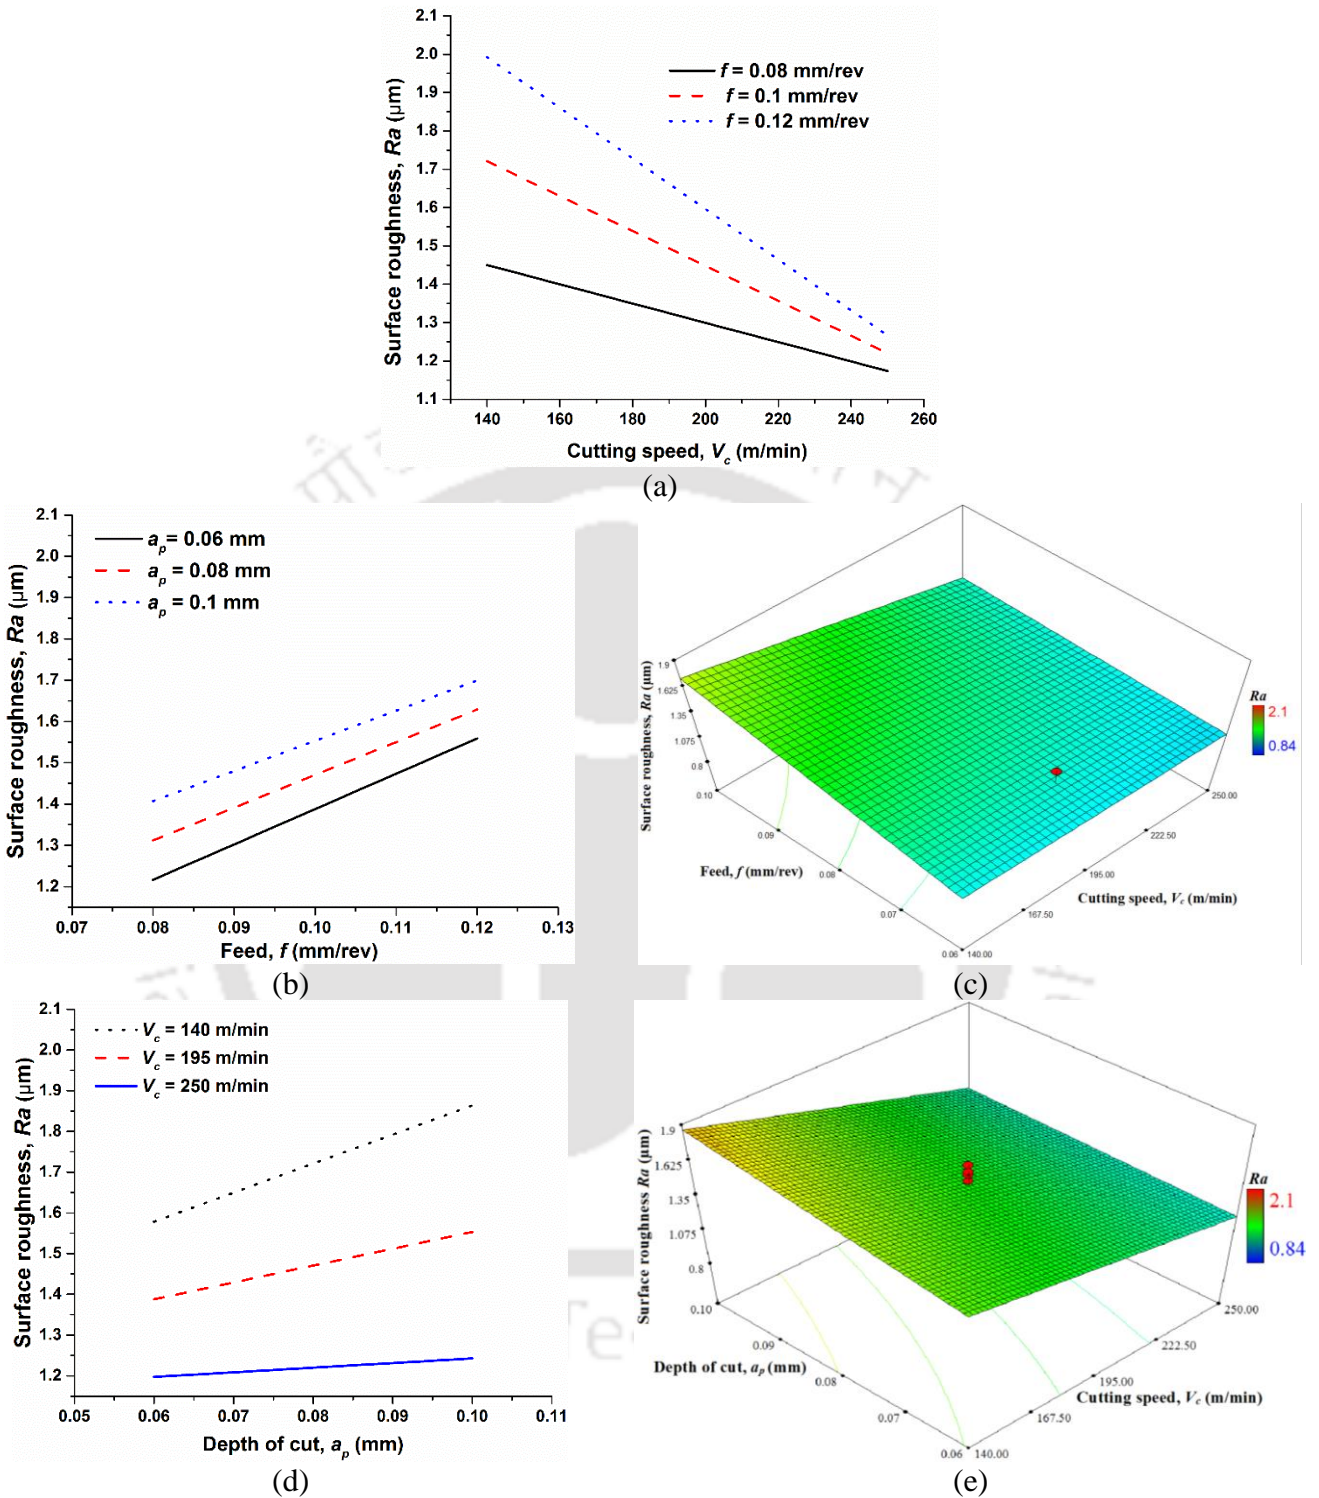 2.1
2.0
1.9
1.8
1.7
1.6
1.5
1.4
1.3
1.2
1.1
Surface roughness, Ra (μm)
f = 0.08 mm/rev
f = 0.1 mm/rev
f = 0.12 mm/rev
140 160 180 200 220 240 260
Cutting speed, Vc (m/min)
(a)
2.1
2.0
1.9
1.8
1.7
1.6
1.5
1.4
1.3
1.2
Surface roughness, Ra (μm)
ap= 0.06 mm
ap = 0.08 mm
ap = 0.1 mm
0.07 0.08 0.09 0.10 0.11 0.12 0.13
Feed, f (mm/rev)
(b)
Surface roughness, Ra (μm)
1.9
1.625
1.35
1.075
0.8
0.10
0.09
0.08
0.07
0.06
Feed, f (mm/rev)
140.00
167.50
195.00
222.50
250.00
Cutting speed, Vc (m/min)
Ra
2.1
0.84
(c)
2.1
2.0
1.9
1.8
1.7
1.6
1.5
1.4
1.3
1.2
Surface roughness, Ra (μm)
Vc = 140 m/min
Vc = 195 m/min
Vc = 250 m/min
0.05 0.06 0.07 0.08 0.09 0.10 0.11
Depth of cut, ap (mm)
(d)
Surface roughness Ra (μm)
1.9
1.625
1.35
1.075
0.8
0.10
0.09
0.08
0.07
0.06
Depth of cut, ap (mm)
140.00
167.50
195.00
222.50
250.00
Cutting speed, Vc (m/min)
Ra
2.1
0.84
(e)